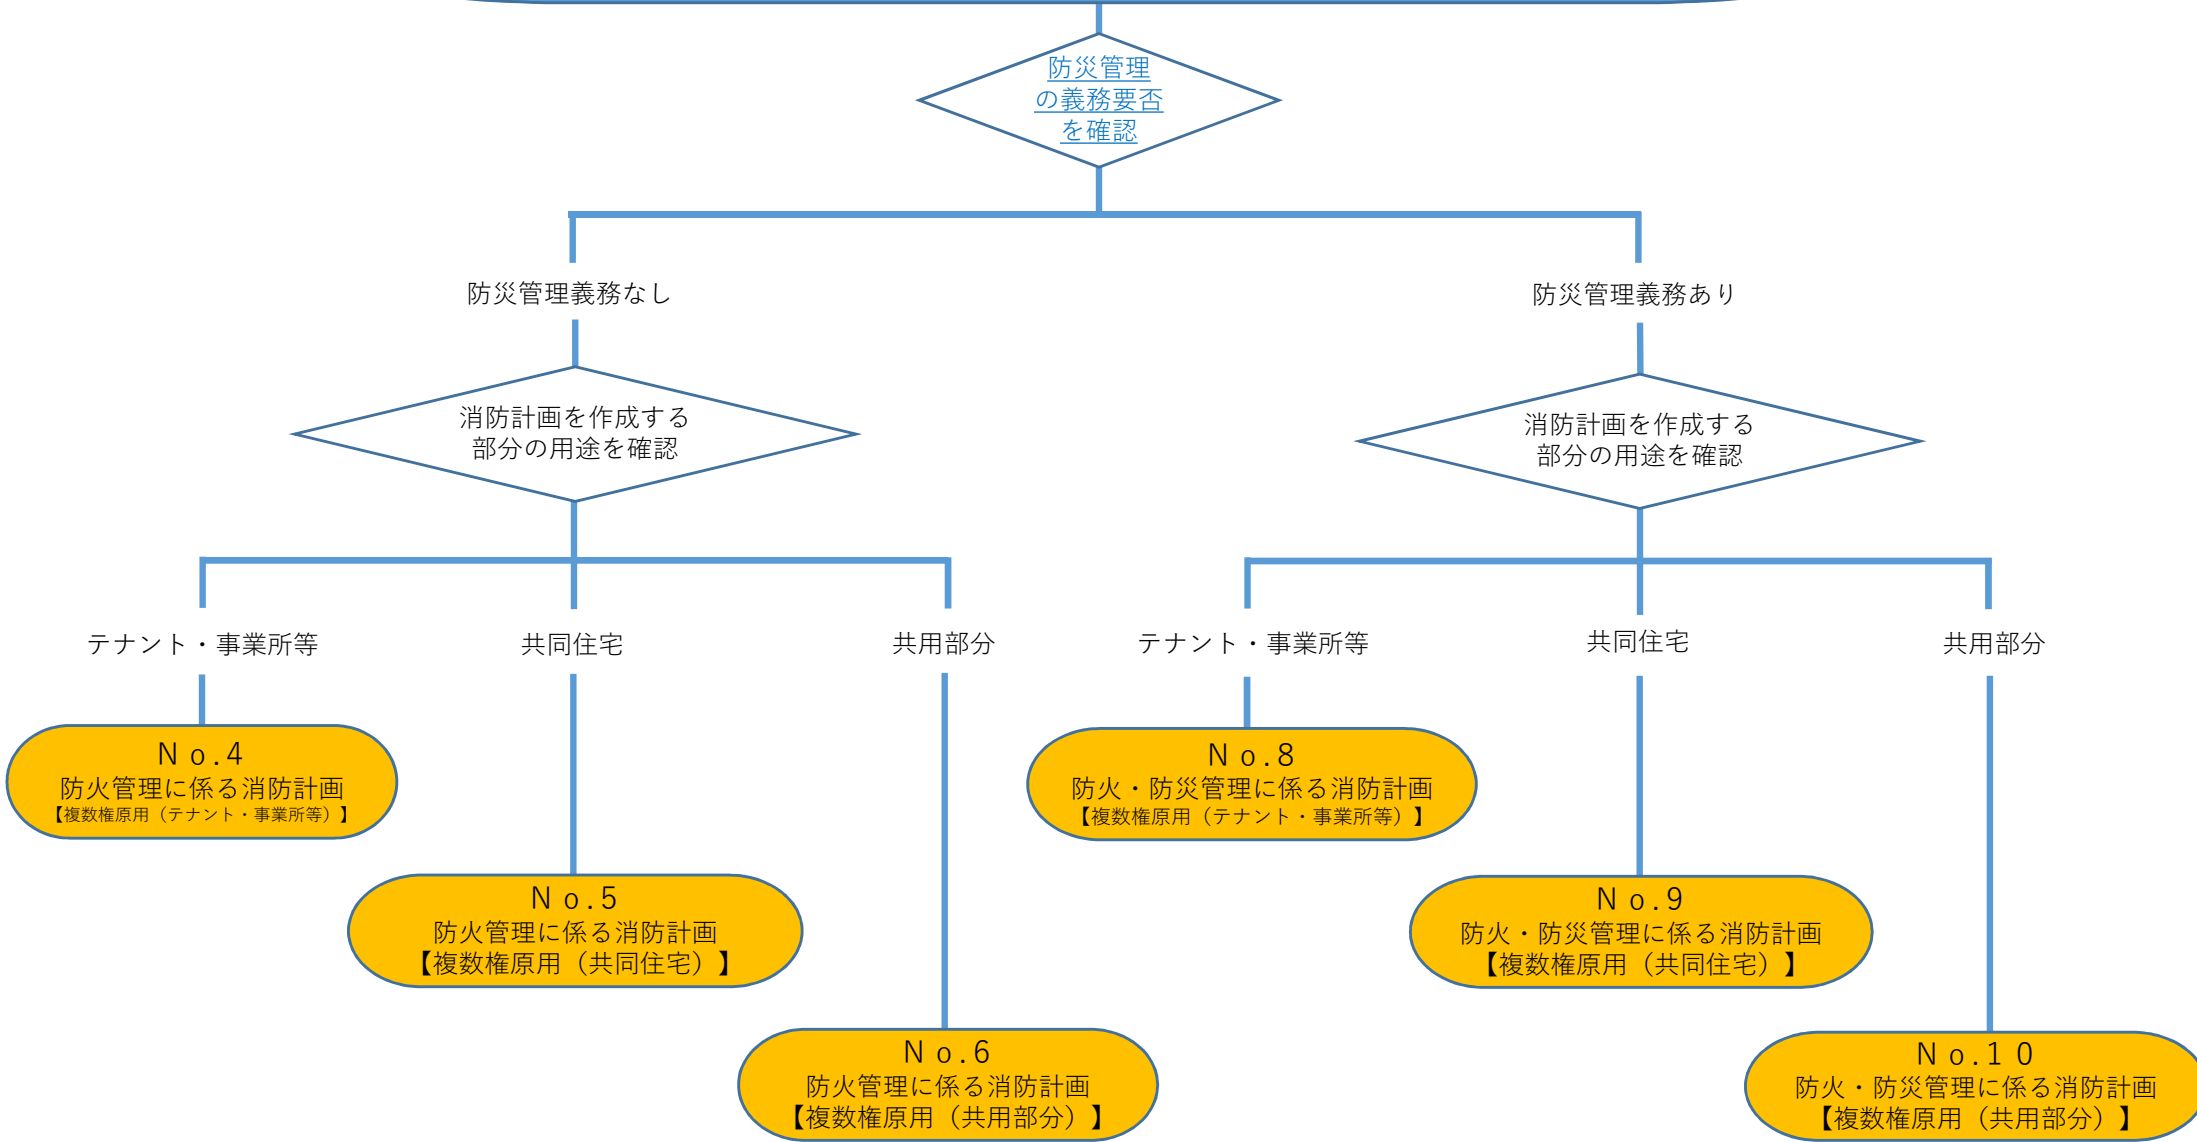 防災管理
の義務要否
を確認
防災管理義務なし
防災管理義務あり
消防計画を作成する
部分の用途を確認
消防計画を作成する
部分の用途を確認
テナント・事業所等
共同住宅
共用部分
テナント・事業所等
共同住宅
共用部分
Ｎｏ.4
防火管理に係る消防計画
【複数権原用（テナント・事業所等）】
Ｎｏ.8
防火・防災管理に係る消防計画
【複数権原用（テナント・事業所等）】
Ｎｏ.5
防火管理に係る消防計画
【複数権原用（共同住宅）】
Ｎｏ.9
防火・防災管理に係る消防計画
【複数権原用（共同住宅）】
Ｎｏ.6
防火管理に係る消防計画
【複数権原用（共用部分）】
Ｎｏ.１０
防火・防災管理に係る消防計画
【複数権原用（共用部分）】